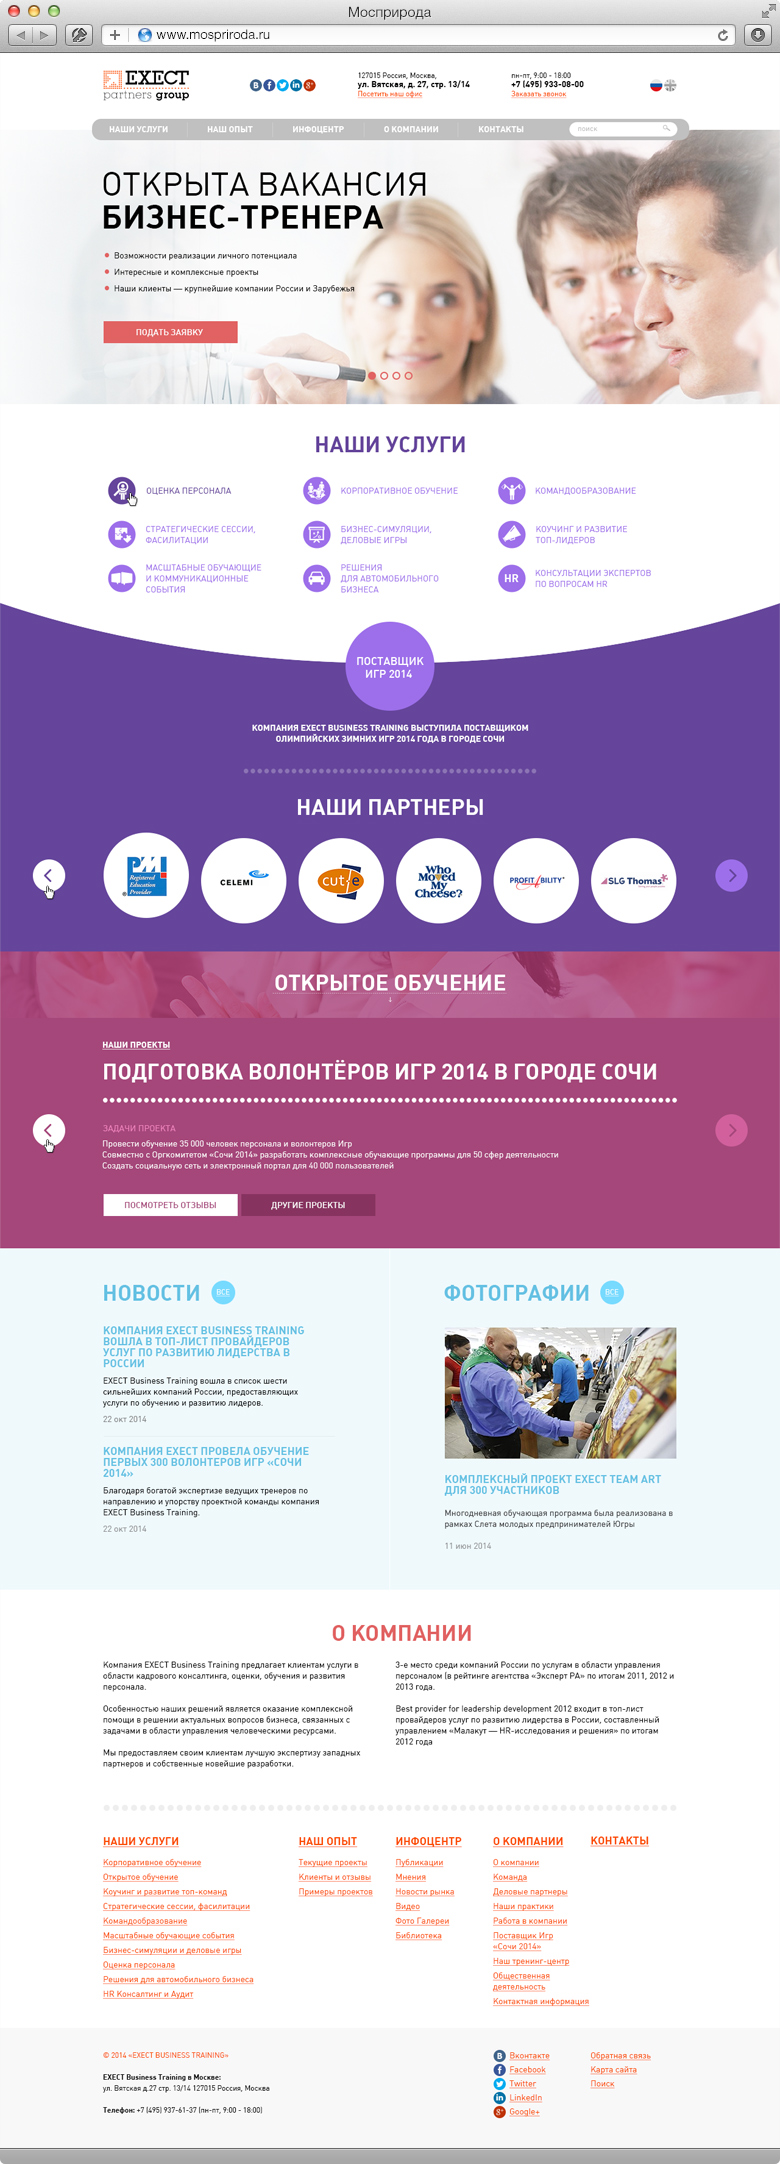 Мосприрода
www.mospriroda.ru
EXECT
partners group
127015 Россия, Москва,
ул. Вятская, д. 27, стр. 13/14
Посетить наш офис
пн-пт, 9:00 - 18:00
+7 (495) 933-08-00
Заказать звонок
НАШИ УСЛУГИ
НАШ ОПЫТ
ИНФОЦЕНТР
О КОМПАНИИ
КОНТАКТЫ
ПОИСК
ОТКРЫТА ВАКАНСИЯ
БИЗНЕС-ТРЕНЕРА
Возможности реализации личного потенциала
Интересные и комплексные проекты
Наши клиенты — крупнейшие компании России и Зарубежья
ПОДАТЬ ЗАЯВКУ
НАШИ УСЛУГИ
ОЦЕНКА ПЕРСОНАЛА
КОРПОРАТИВНОЕ ОБУЧЕНИЕ
КОМАНДООБРАЗОВАНИЕ
СТРАТЕГИЧЕСКИЕ СЕССИИ,
ФАСИЛИТАЦИИ
БИЗНЕС-СИМУЛЯЦИИ,
ДЕЛОВЫЕ ИГРЫ
КОУЧИНГ И РАЗВИТИЕ
ТОП-ЛИДЕРОВ
МАСШТАБНЫЕ ОБУЧАЮЩИЕ
И КОММУНИКАЦИОННЫЕ
СОБЫТИЯ
РЕШЕНИЯ
ДЛЯ АВТОМОБИЛЬНОГО
БИЗНЕСА
HR
КОНСУЛЬТАЦИИ ЭКСПЕРТОВ
ПО ВОПРОСАМ HR
ПОСТАВЩИК
ИГР 2014
КОМПАНИЯ EXECT BUSINESS TRAINING ВЫСТУПИЛА ПОСТАВЩИКОМ
ОЛИМПИЙСКИХ ЗИМНИХ ИГР 2014 ГОДА В ГОРОДЕ СОЧИ
НАШИ ПАРТНЕРЫ
PMI
Registered
Education
Provider
CELEMI
cut-e
Who
Moved
My
Cheese?
PROFIT ABILITY
SLG Thomas
ОТКРЫТОЕ ОБУЧЕНИЕ
НАШИ ПРОЕКТЫ
ПОДГОТОВКА ВОЛОНТЁРОВ ИГР 2014 В ГОРОДЕ СОЧИ
ЗАДАЧИ ПРОЕКТА
Провести обучение 35 000 человек персонала и волонтеров Игр
Совместно с Оргкомитетом «Сочи 2014» разработать комплексные обучающие программы для 50 сфер деятельности
Создать социальную сеть и электронный портал для 40 000 пользователей
ПОСМОТРЕТЬ ОТЗЫВЫ
ДРУГИЕ ПРОЕКТЫ
НОВОСТИ
ВСЕ
КОМПАНИЯ EXECT BUSINESS TRAINING
ВОШЛА В ТОП-ЛИСТ ПРОВАЙДЕРОВ
УСЛУГ ПО РАЗВИТИЮ ЛИДЕРСТВА В
РОССИИ
EXECT Business Training вошла в список шести
сильнейших компаний России, предоставляющих
услуги по обучению и развитию лидеров.
22 окт 2014
КОМПАНИЯ EXECT ПРОВЕЛА ОБУЧЕНИЕ
ПЕРВЫХ 300 ВОЛОНТЕРОВ ИГР «СОЧИ
2014»
Благодаря богатой экспертизе ведущих тренеров по
направлению и упорству проектной команды компания
EXECT Business Training.
22 окт 2014
ФОТОГРАФИИ
ВСЕ
КОМПЛЕКСНЫЙ ПРОЕКТ EXECT TEAM ART
ДЛЯ 300 УЧАСТНИКОВ
Многодневная обучающая программа была реализована в
рамках Слета молодых предпринимателей Югры
11 июн 2014
О КОМПАНИИ
Компания EXECT Business Training предлагает клиентам услуги в
области кадрового консалтинга, оценки, обучения и развития
персонала.
Особенностью наших решений является оказание комплексной
помощи в решении актуальных вопросов бизнеса, связанных с
задачами в области управления человеческими ресурсами.
Мы предоставляем своим клиентам лучшую экспертизу западных
партнеров и собственные новейшие разработки.
3-е место среди компаний России по услугам в области управления
персоналом (в рейтинге агентства «Эксперт РА» по итогам 2011, 2012 и
2013 года.
Best provider for leadership development 2012 входит в топ-лист
провайдеров услуг по развитию лидерства в России, составленный
управлением «Малакут — HR-исследования и решения» по итогам
2012 года
НАШИ УСЛУГИ
Корпоративное обучение
Открытое обучение
Коучинг и развитие топ-команд
Стратегические сессии, фасилитации
Командообразование
Масштабные обучающие события
Бизнес-симуляции и деловые игры
Оценка персонала
Решения для автомобильного бизнеса
HR Консалтинг и Аудит
НАШ ОПЫТ
Текущие проекты
Клиенты и отзывы
Примеры проектов
ИНФОЦЕНТР
Публикации
Мнения
Новости рынка
Видео
Фото Галереи
Библиотека
О КОМПАНИИ
О компании
Команда
Деловые партнеры
Наши практики
Работа в компании
Поставщик Игр
«Сочи 2014»
Наш тренинг-центр
Общественная
деятельность
Контактная информация
КОНТАКТЫ
© 2014 «EXECT BUSINESS TRAINING»
EXECT Business Training в Москве:
ул. Вятская д.27 стр. 13/14 127015 Россия, Москва
Телефон: +7 (495) 937-61-37 (пн-пт, 9:00 - 18:00)
Вконтакте
Facebook
Twitter
LinkedIn
Google+
Обратная связь
Карта сайта
Поиск